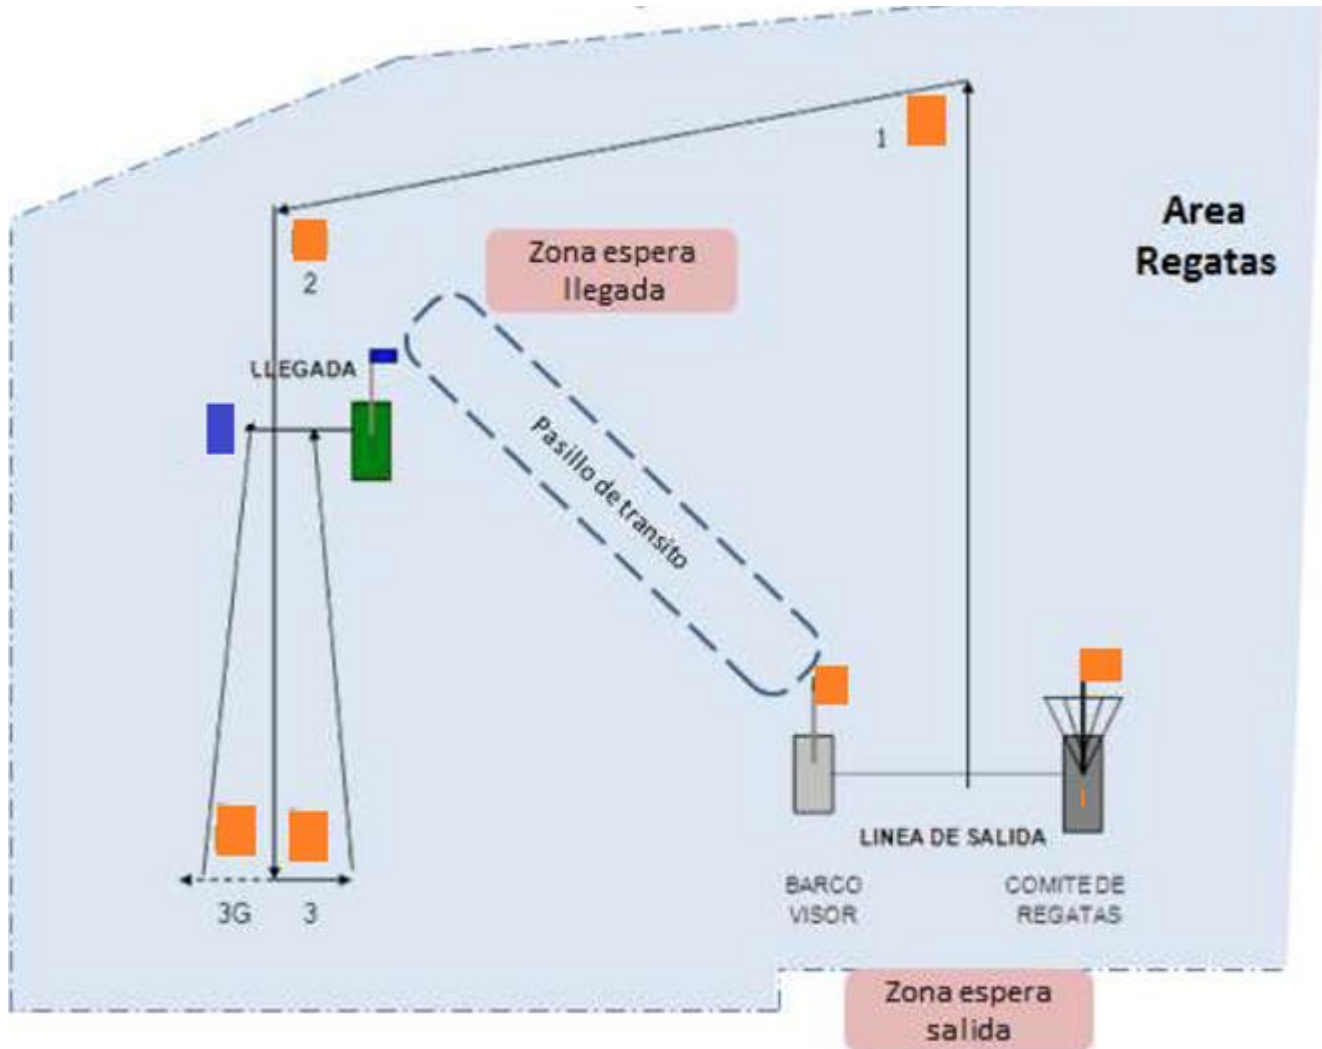 1
Area
Regatas
Zona espera
llegada
2
LLEGADA
Pasillo de transito
LINEA DE SALIDA
BARCO
VISOR
COMITE DE
REGATAS
3G
3
Zona espera
salida